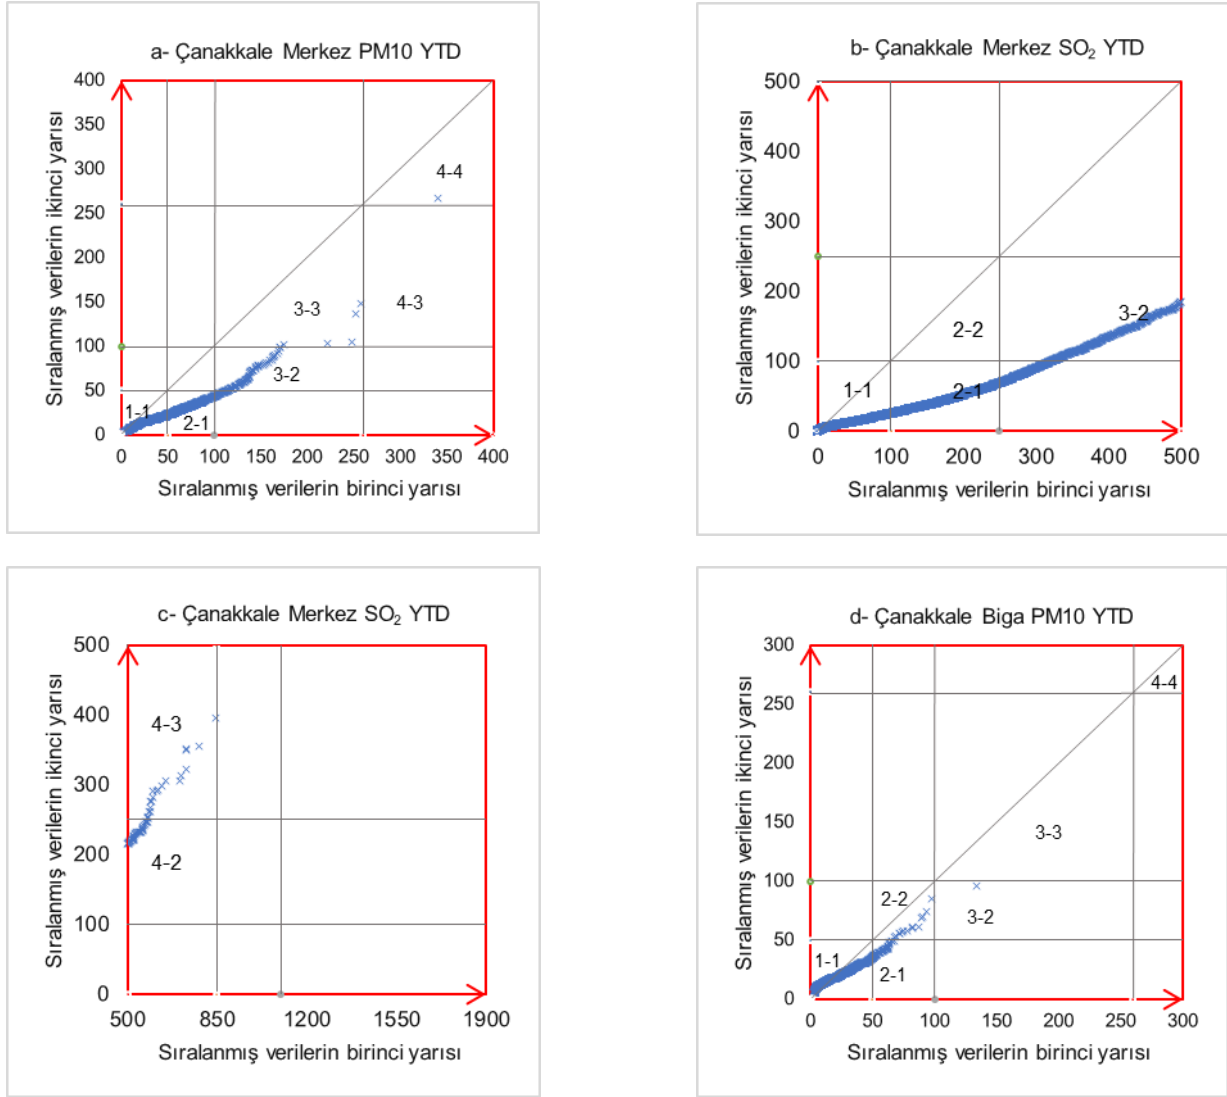 a- Çanakkale Merkez PM10 YTD
400
350
300
250
200
150
100
50
0
4-4
3-3
4-3
3-2
1-1
2-1
0 50 100 150 200 250 300 350 400
Sıralanmış verilerin ikinci yarısı
Sıralanmış verilerin birinci yarısı
b- Çanakkale Merkez SO₂ YTD
500
400
300
200
100
0
3-2
2-2
1-1
2-1
0 100 200 300 400 500
Sıralanmış verilerin ikinci yarısı
Sıralanmış verilerin birinci yarısı
c- Çanakkale Merkez SO₂ YTD
500
400
300
200
100
0
4-3
4-2
500 850 1200 1550 1900
Sıralanmış verilerin ikinci yarısı
Sıralanmış verilerin birinci yarısı
d- Çanakkale Biga PM10 YTD
300
250
200
150
100
50
0
4-4
3-3
2-2
3-2
1-1
2-1
0 50 100 150 200 250 300
Sıralanmış verilerin ikinci yarısı
Sıralanmış verilerin birinci yarısı